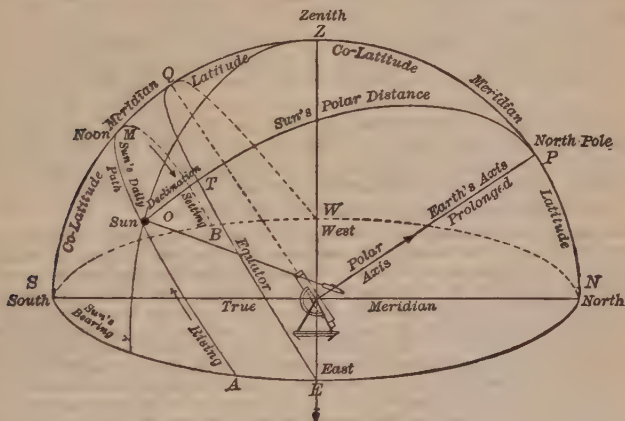 Zenith
Z
Co-Latitude
Q
Latitude
Meridian
Meridian
Sun's Polar Distance
Noon
M
North Pole
P
Sun's Daily
Path
Declination
T
Setting
Co-Latitude
Earth's Axis
Prolonged
Latitude
Sun
O
B
W
West
Equator
Polar
Axis
S
South
True
Meridian
N
North
Sun's
Bearing
Rising
A
East
E